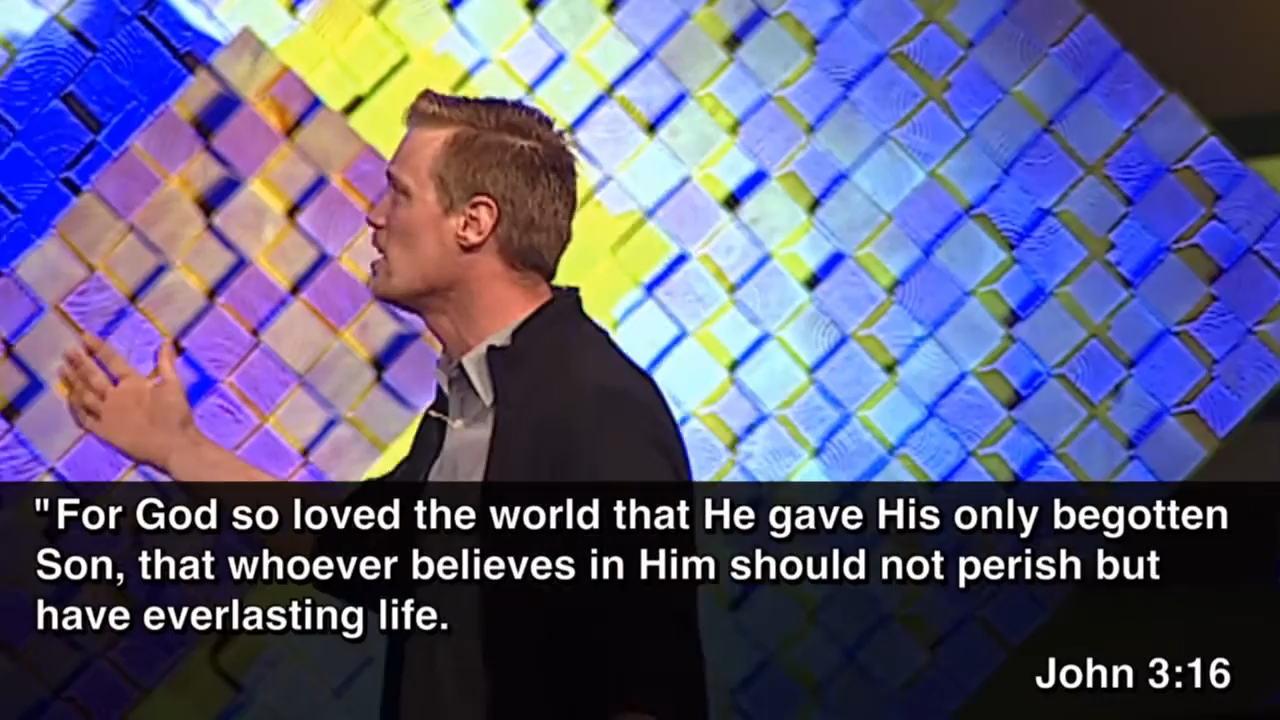 "For God so loved the world that He gave His only begotten
Son, that whoever believes in Him should not perish but
have everlasting life.
John 3:16